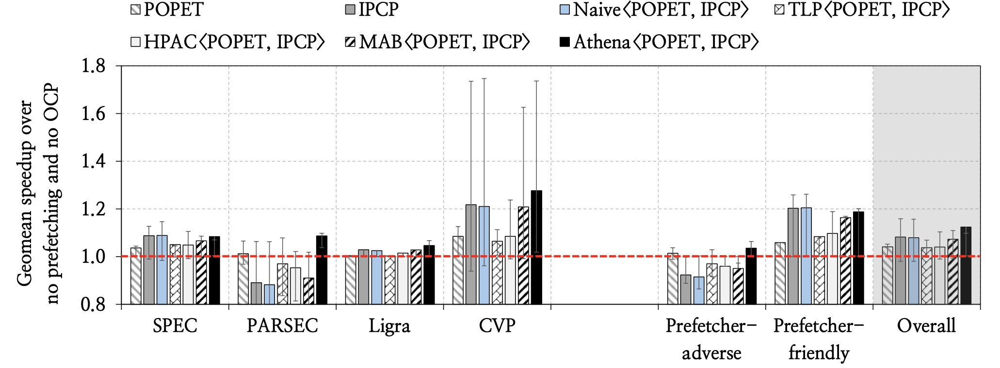 POPET IPCP Naive〈POPET, IPCP〉 TLP〈POPET, IPCP〉
HPAC〈POPET, IPCP〉 MAB〈POPET, IPCP〉 Athena〈POPET, IPCP〉
Geomean speedup over
no prefetching and no OCP
1.8
1.6
1.4
1.2
1.0
0.8
SPEC PARSEC Ligra CVP Prefetcher− Prefetcher− Overall
adverse friendly